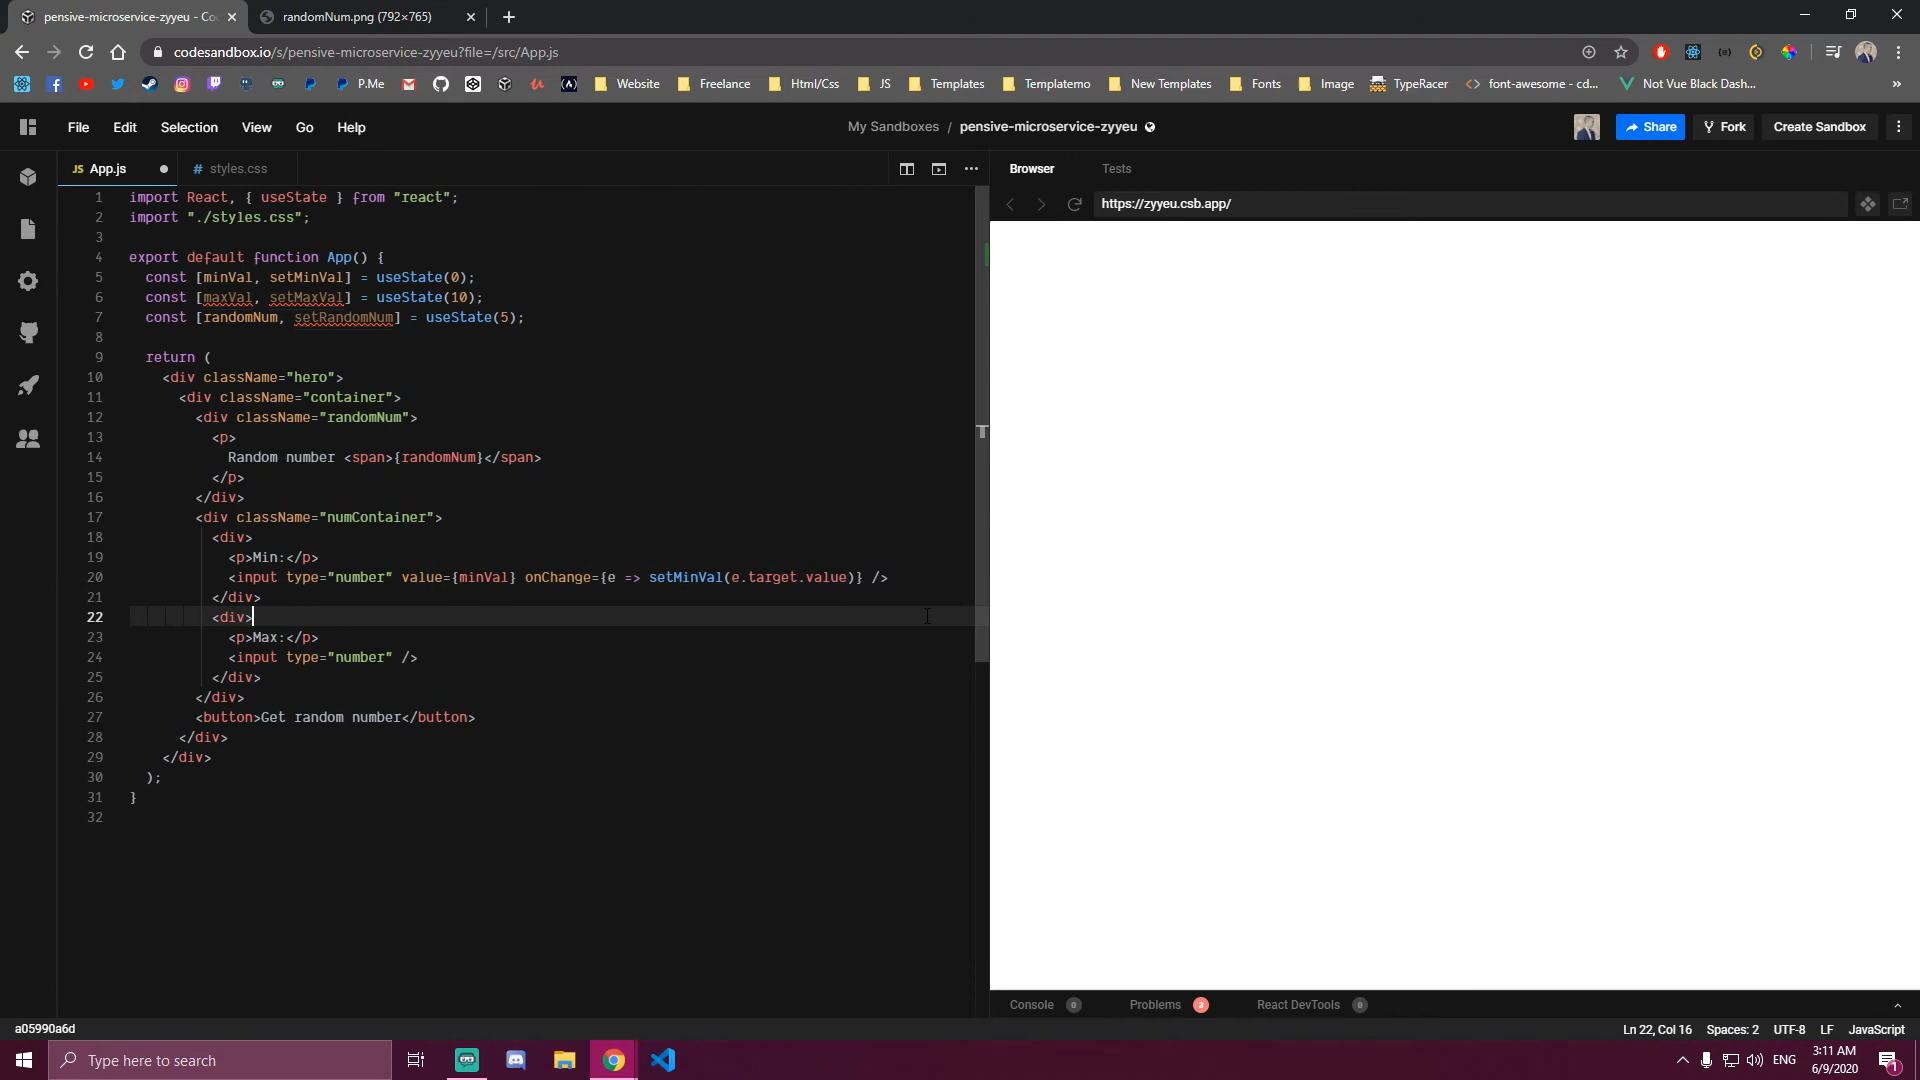 pensive-microservice-zyyeu - Co
randomNum.png (792×765)
codesandbox.io/s/pensive-microservice-zyyeu?file=/src/App.js
P.Me
Website
Freelance
Html/Css
JS
Templates
Templatemo
New Templates
Fonts
Image
TypeRacer
font-awesome - cd...
Not Vue Black Dash...
File Edit Selection View Go Help
My Sandboxes / pensive-microservice-zyyeu
Share
Fork
Create Sandbox
JS App.js
# styles.css
Browser
Tests
https://zyyeu.csb.app/
1 import React, { useState } from "react";
2 import "./styles.css";
3
4 export default function App() {
5 const [minVal, setMinVal] = useState(0);
6 const [maxVal, setMaxVal] = useState(10);
7 const [randomNum, setRandomNum] = useState(5);
8
9 return (
10 <div className="hero">
11 <div className="container">
12 <div className="randomNum">
13 <p>
14 Random number <span>{randomNum}</span>
15 </p>
16 </div>
17 <div className="numContainer">
18 <div>
19 <p>Min:</p>
20 <input type="number" value={minVal} onChange={e => setMinVal(e.target.value)} />
21 </div>
22 <div>
23 <p>Max:</p>
24 <input type="number" />
25 </div>
26 </div>
27 <button>Get random number</button>
28 </div>
29 </div>
30 );
31 }
32
Console 0
Problems 3
React DevTools 0
a05990a6d
Ln 22, Col 16 Spaces: 2 UTF-8 LF JavaScript
Type here to search
ENG
3:11 AM
6/9/2020
1